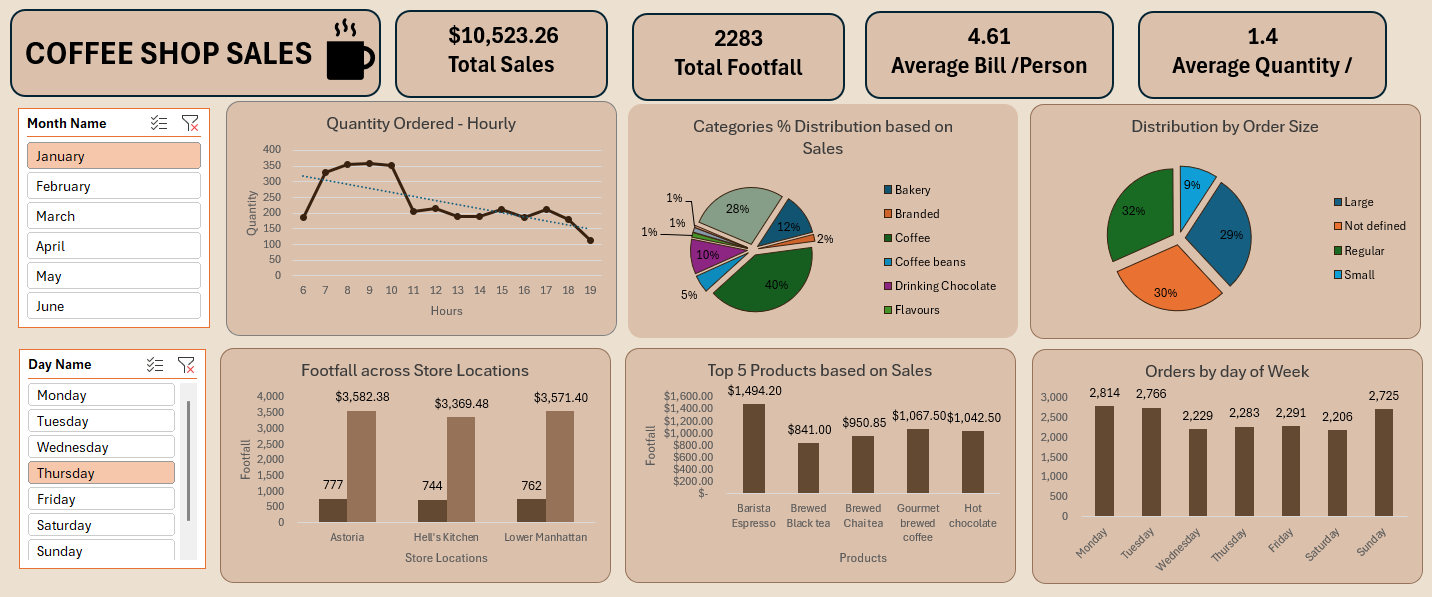 COFFEE SHOP SALES
$10,523.26
Total Sales
2283
Total Footfall
4.61
Average Bill /Person
1.4
Average Quantity /
Month Name
January
February
March
April
May
June
Quantity Ordered - Hourly
400
350
300
250
200
150
100
50
0
Quantity
6 7 8 9 10 11 12 13 14 15 16 17 18 19
Hours
Categories % Distribution based on
Sales
28%
12%
2%
40%
5%
10%
1%
1%
1%
Bakery
Branded
Coffee
Coffee beans
Drinking Chocolate
Flavours
Distribution by Order Size
9%
29%
30%
32%
Large
Not defined
Regular
Small
Day Name
Monday
Tuesday
Wednesday
Thursday
Friday
Saturday
Sunday
Footfall across Store Locations
4,000
3,500
3,000
2,500
2,000
1,500
1,000
500
0
Footfall
$3,582.38
$3,369.48
$3,571.40
777
744
762
Astoria
Hell's Kitchen
Lower Manhattan
Store Locations
Top 5 Products based on Sales
$1,600.00
$1,400.00
$1,200.00
$1,000.00
$800.00
$600.00
$400.00
$200.00
$-
Footfall
$1,494.20
$841.00
$950.85
$1,067.50
$1,042.50
Barista
Espresso
Brewed
Black tea
Brewed
Chai tea
Gourmet
brewed
coffee
Hot
chocolate
Products
Orders by day of Week
3,000
2,500
2,000
1,500
1,000
500
0
2,814
2,766
2,229
2,283
2,291
2,206
2,725
Monday
Tuesday
Wednesday
Thursday
Friday
Saturday
Sunday